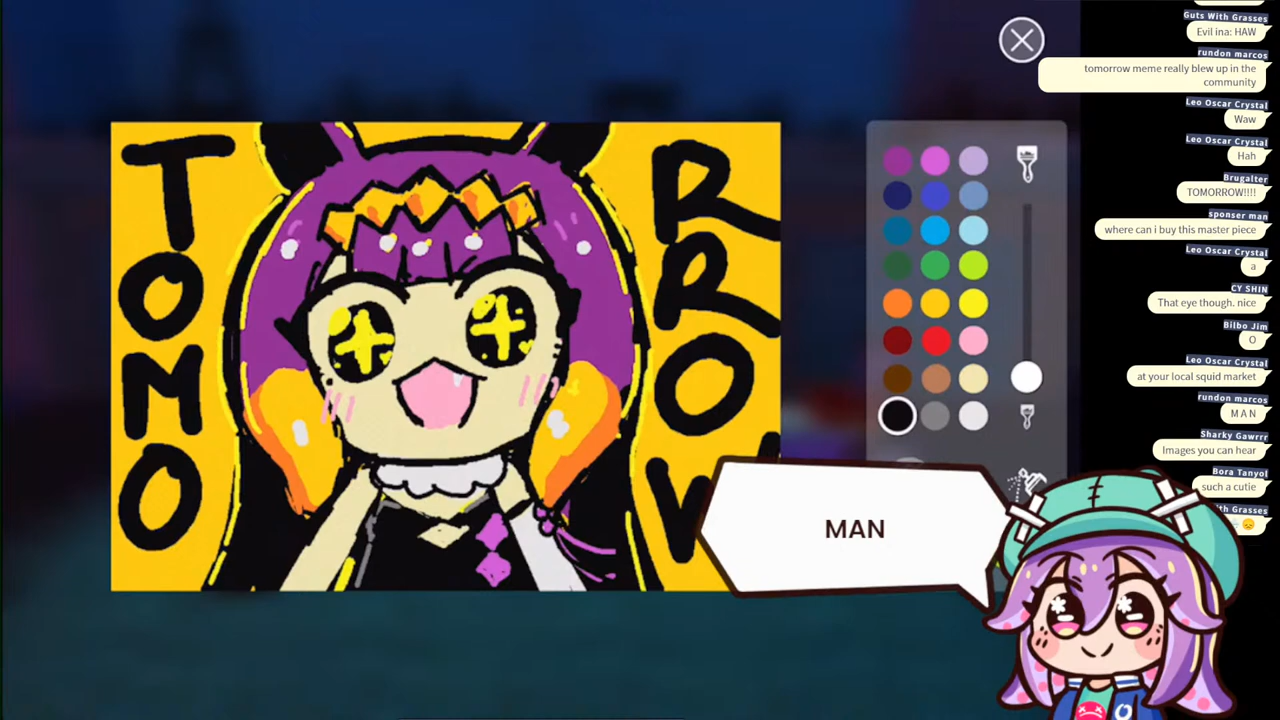 TOMO
RROW
MAN
Guts With Grasses
Evil ina: HAW
rundon marcos
tomorrow meme really blew up in the
community
Leo Oscar Crystal
Waw
Leo Oscar Crystal
Hah
Brugalter
TOMORROW!!!!
sponser man
where can i buy this master piece
Leo Oscar Crystal
a
CY SHIN
That eye though. nice
Bilbo Jim
O
Leo Oscar Crystal
at your local squid market
rundon marcos
M A N
Sharky Gawrrr
Images you can hear
Bora Tanyol
such a cutie
With Grasses